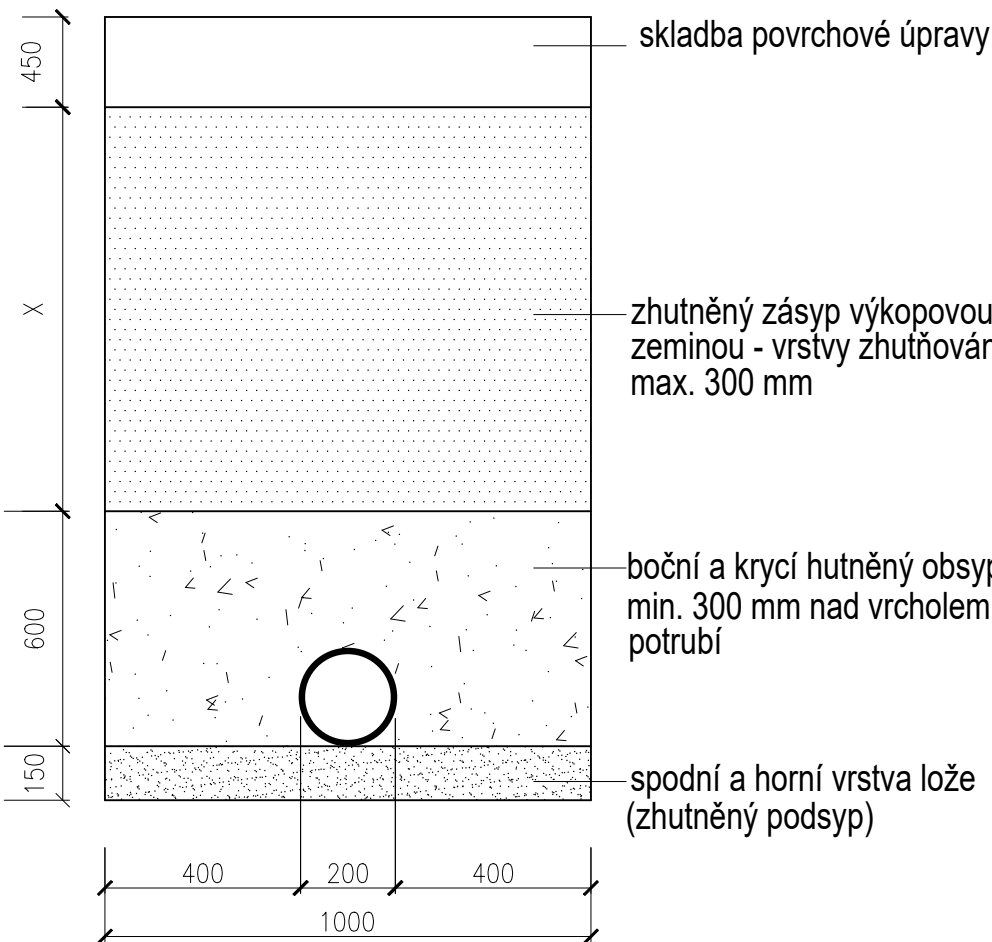 skladba povrchové úpravy
450
X
zhutněný zásyp výkopovou
zeminou - vrstvy zhutňován
max. 300 mm
boční a krycí hutněný obsyp
min. 300 mm nad vrcholem
potrubí
600
150
spodní a horní vrstva lože
(zhutněný podsyp)
400 200 400
1000